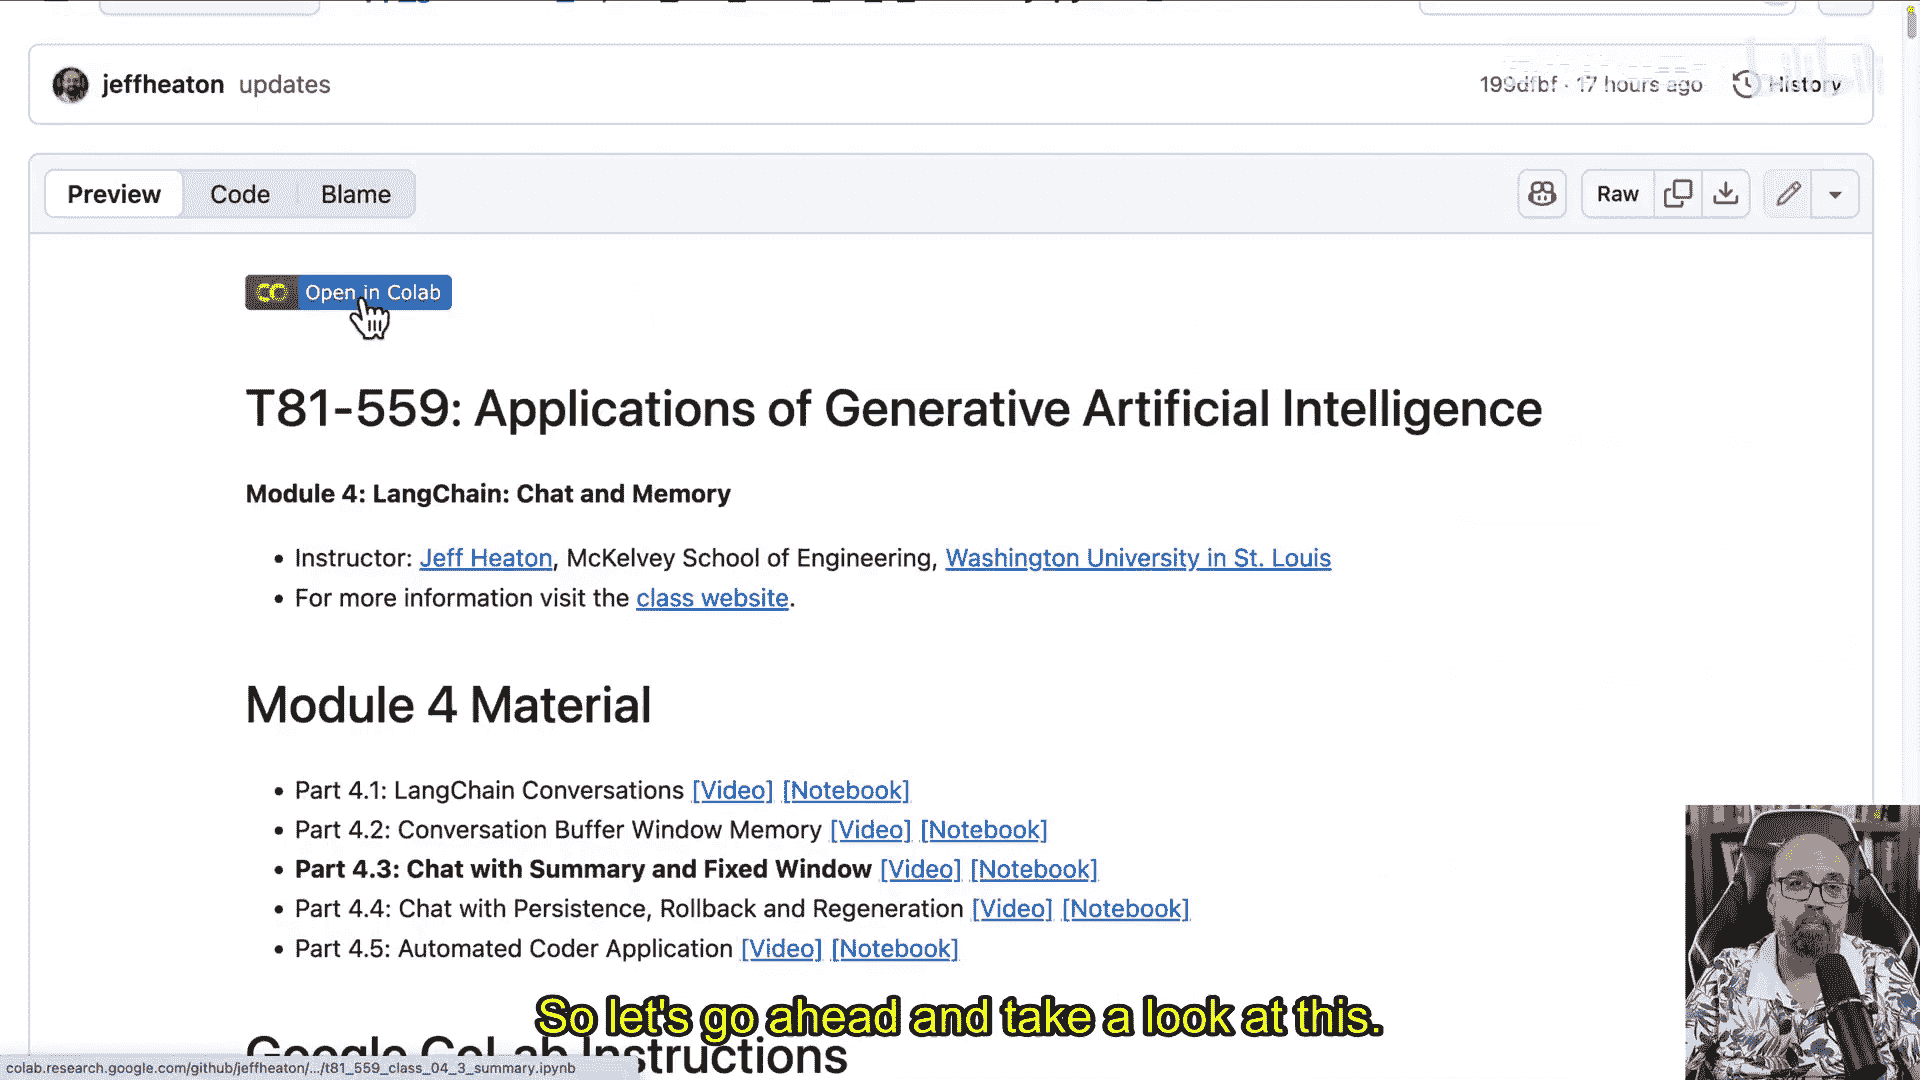 jeffheaton updates
199dfbf · 17 hours ago History
Preview Code Blame
Raw
Open in Colab
T81-559: Applications of Generative Artificial Intelligence
Module 4: LangChain: Chat and Memory
Instructor: Jeff Heaton, McKelvey School of Engineering, Washington University in St. Louis
For more information visit the class website.
Module 4 Material
Part 4.1: LangChain Conversations [Video] [Notebook]
Part 4.2: Conversation Buffer Window Memory [Video] [Notebook]
Part 4.3: Chat with Summary and Fixed Window [Video] [Notebook]
Part 4.4: Chat with Persistence, Rollback and Regeneration [Video] [Notebook]
Part 4.5: Automated Coder Application [Video] [Notebook]
So let's go ahead and take a look at this.
Google CoLab Instructions
colab.research.google.com/github/jeffheaton/.../t81_559_class_04_3_summary.ipynb